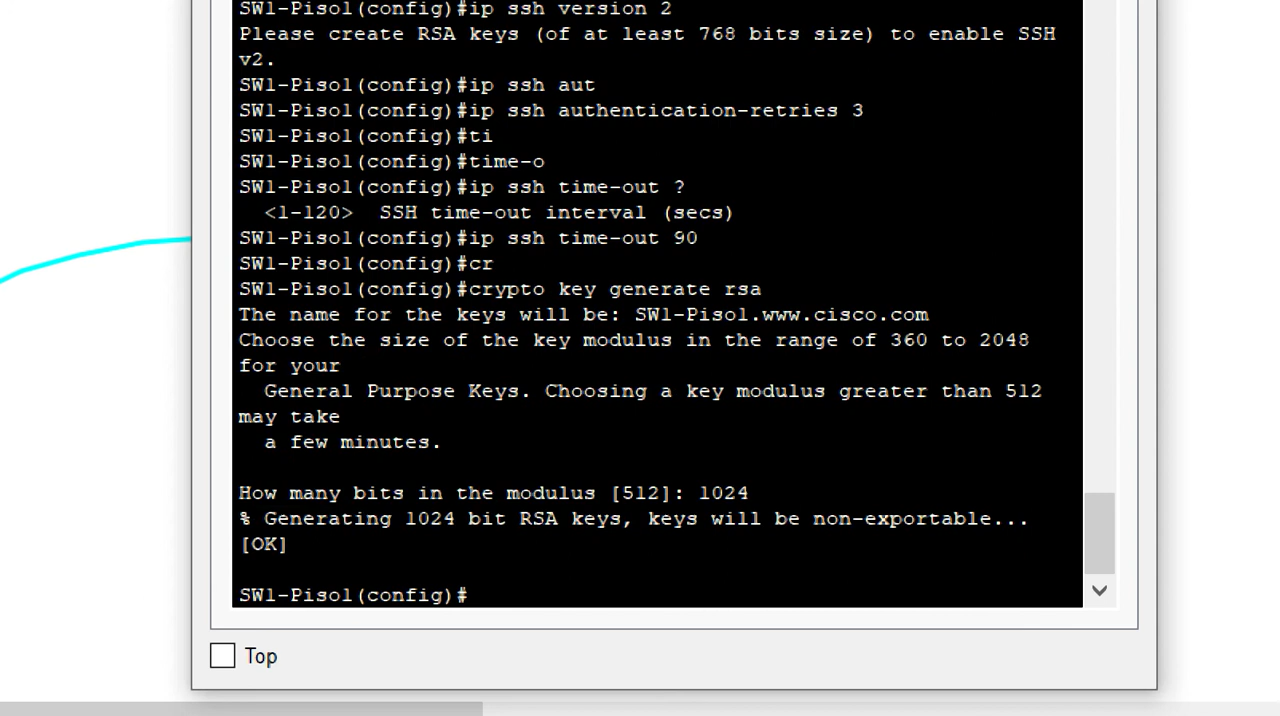 SW1-Pisol(config)#ip ssh version 2
Please create RSA keys (of at least 768 bits size) to enable SSH
v2.
SW1-Pisol(config)#ip ssh aut
SW1-Pisol(config)#ip ssh authentication-retries 3
SW1-Pisol(config)#ti
SW1-Pisol(config)#time-o
SW1-Pisol(config)#ip ssh time-out ?
<1-120>  SSH time-out interval (secs)
SW1-Pisol(config)#ip ssh time-out 90
SW1-Pisol(config)#cr
SW1-Pisol(config)#crypto key generate rsa
The name for the keys will be: SW1-Pisol.www.cisco.com
Choose the size of the key modulus in the range of 360 to 2048
for your
General Purpose Keys. Choosing a key modulus greater than 512
may take
a few minutes.
How many bits in the modulus [512]: 1024
% Generating 1024 bit RSA keys, keys will be non-exportable...
[OK]
SW1-Pisol(config)#
Top